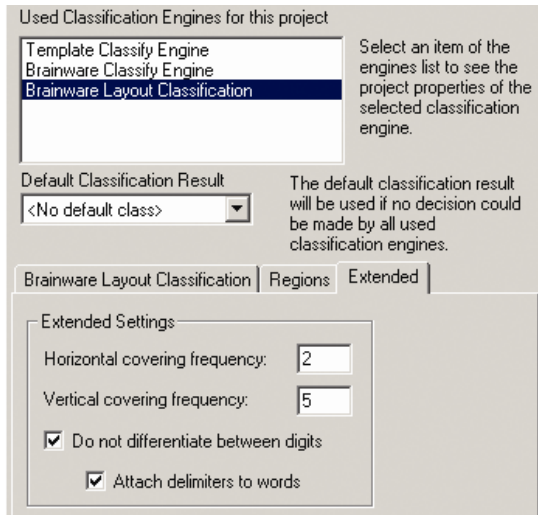 Used Classification Engines for this project
Template Classify Engine
Brainware Classify Engine
Brainware Layout Classification
Select an item of the
engines list to see the
project properties of the
selected classification
engine.
Default Classification Result
<No default class>
The default classification result
will be used if no decision could
be made by all used
classification engines.
Brainware Layout Classification
Regions
Extended
Extended Settings
Horizontal covering frequency: 2
Vertical covering frequency: 5
Do not differentiate between digits
Attach delimiters to words